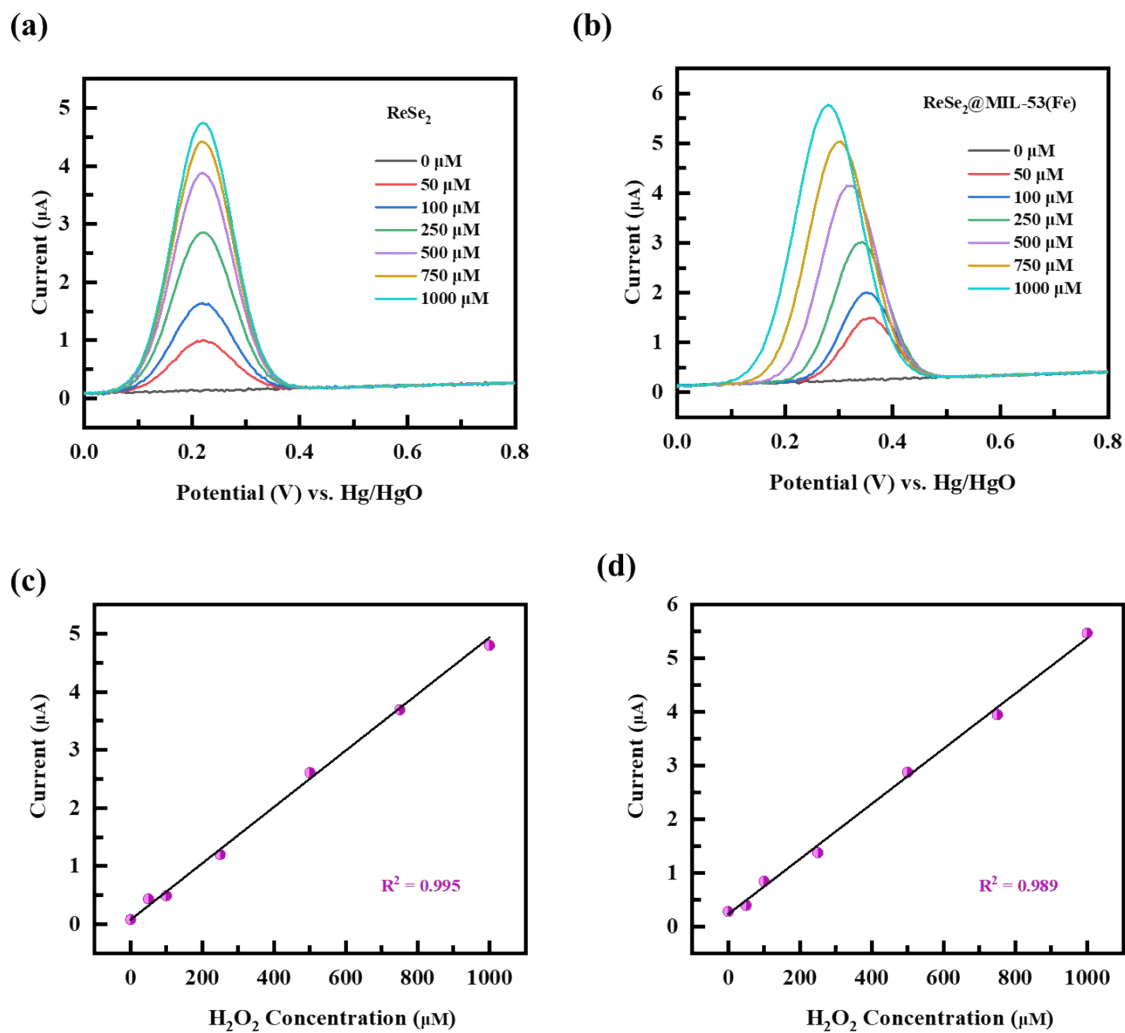 (a)
ReSe2
0 μM
50 μM
100 μM
250 μM
500 μM
750 μM
1000 μM
5
4
3
2
1
0
Current (μA)
0.0 0.2 0.4 0.6 0.8
Potential (V) vs. Hg/HgO
(b)
ReSe2@MIL-53(Fe)
0 μM
50 μM
100 μM
250 μM
500 μM
750 μM
1000 μM
6
5
4
3
2
1
0
Current (μA)
0.0 0.2 0.4 0.6 0.8
Potential (V) vs. Hg/HgO
(c)
5
4
3
2
1
0
Current (μA)
R² = 0.995
0 200 400 600 800 1000
H2O2 Concentration (μM)
(d)
6
5
4
3
2
1
0
Current (μA)
R² = 0.989
0 200 400 600 800 1000
H2O2 Concentration (μM)